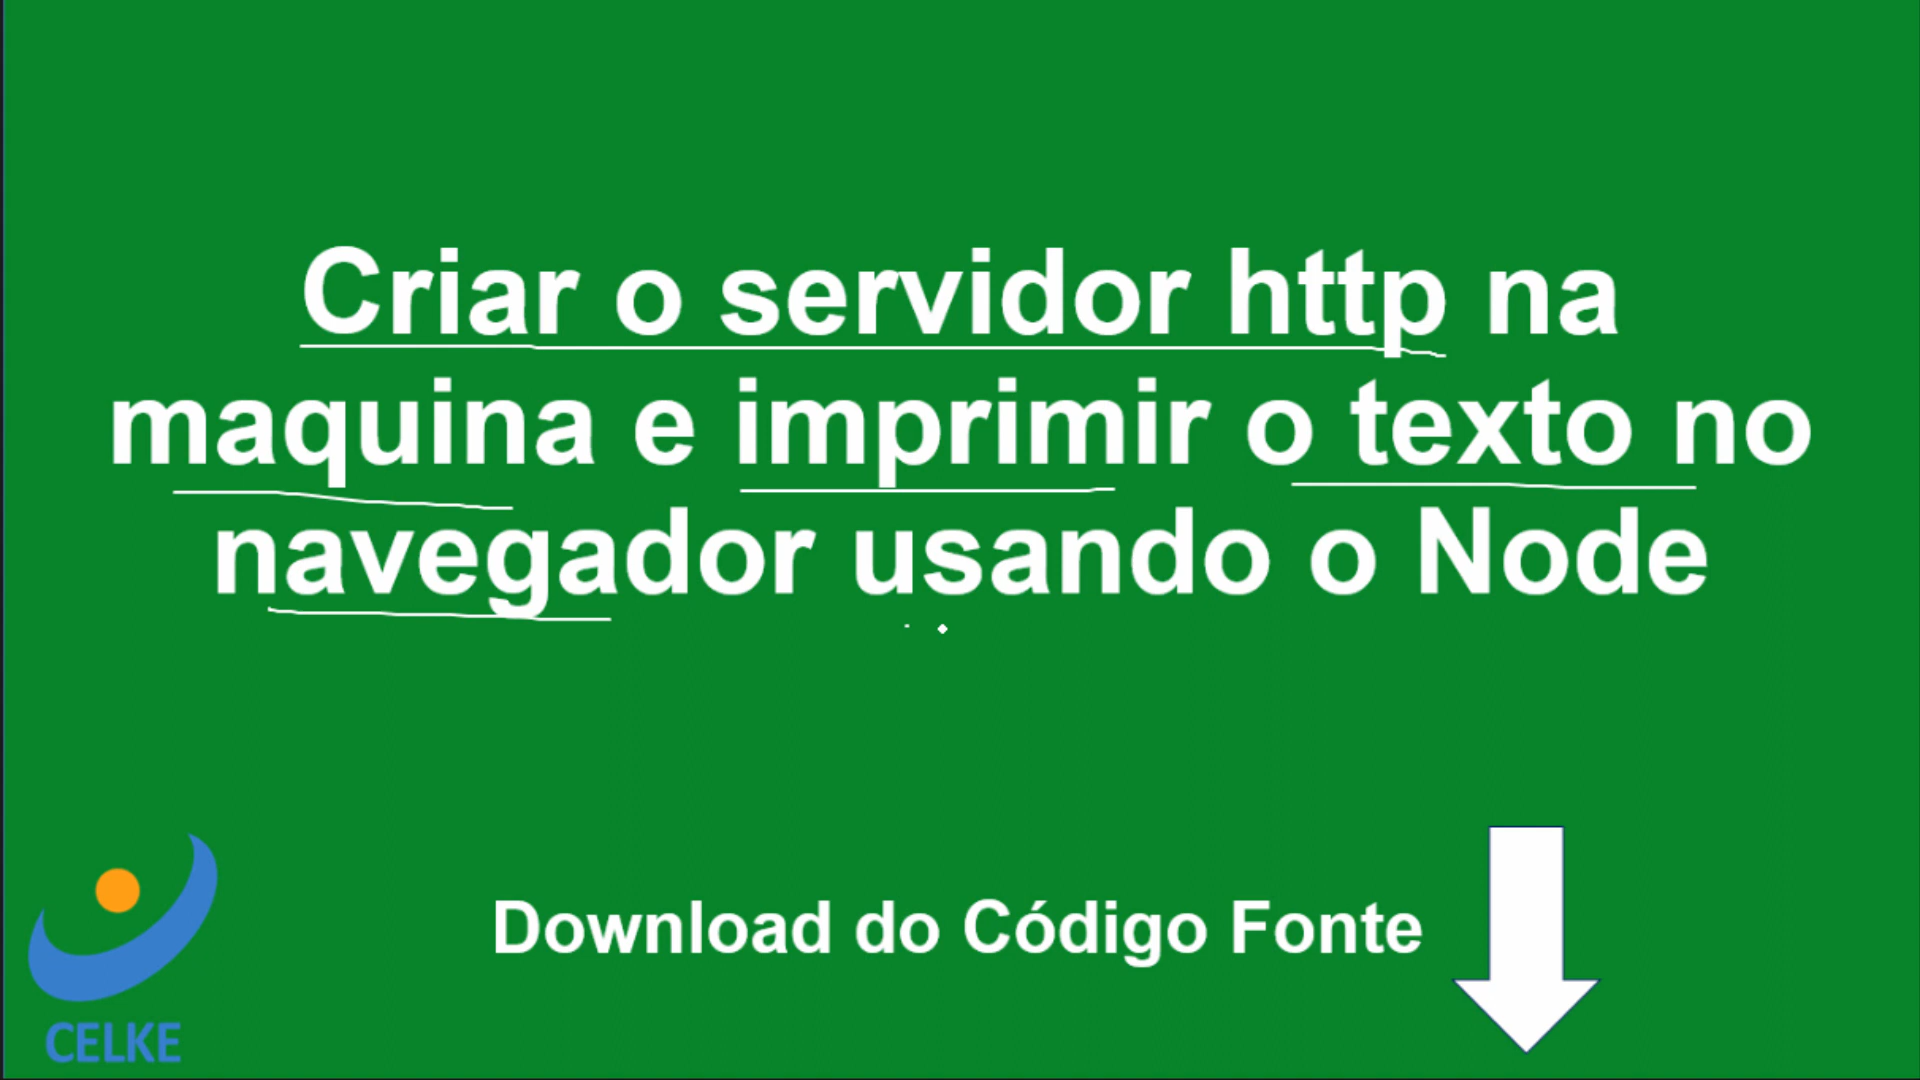 Criar o servidor http na
maquina e imprimir o texto no
navegador usando o Node
Download do Código Fonte
CELKE